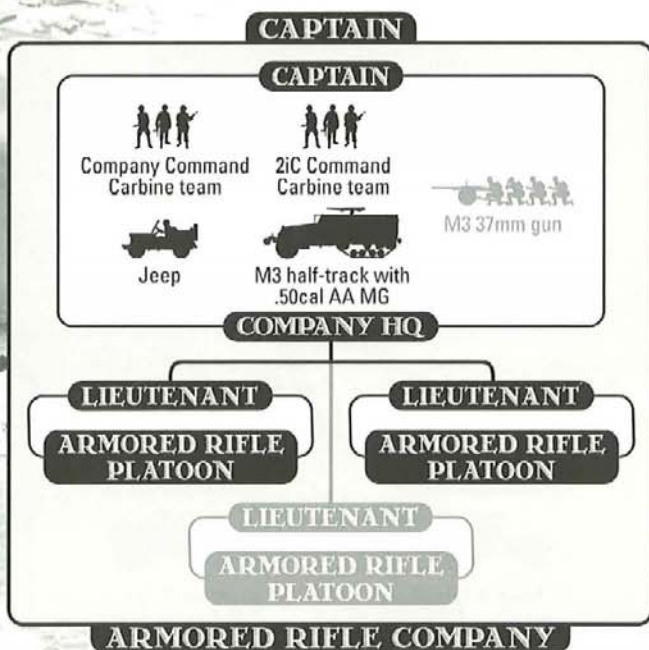 CAPTAIN
CAPTAIN
Company Command
Carbine team
2iC Command
Carbine team
M3 37mm gun
Jeep
M3 half-track with
.50cal AA MG
COMPANY HQ
LIEUTENANT
ARMORED RIFLE
PLATOON
LIEUTENANT
ARMORED RIFLE
PLATOON
LIEUTENANT
ARMORED RIFLE
PLATOON
ARMORED RIFLE COMPANY